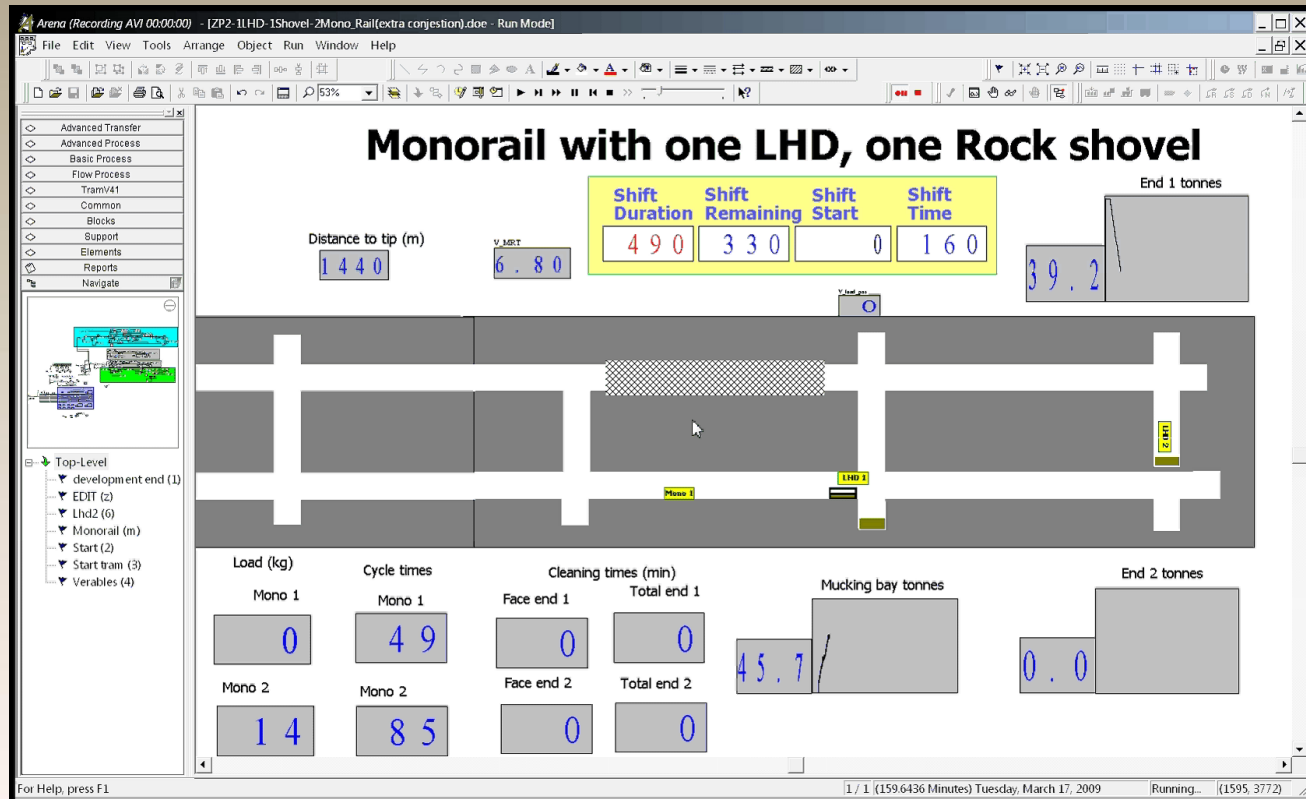 Arena (Recording AVI 00:00:00) - [ZP2-1LHD-1Shovel-2Mono_Rail(extra conjestion).doe - Run Mode]
File Edit View Tools Arrange Object Run Window Help
53%
Advanced Transfer
Advanced Process
Basic Process
Flow Process
TramV41
Common
Blocks
Support
Elements
Reports
Navigate
Top-Level
development end (1)
EDIT (z)
Lhd2 (6)
Monorail (m)
Start (2)
Start tram (3)
Verables (4)
Monorail with one LHD, one Rock shovel
Distance to tip (m)
1440
V_MRT
6.80
Shift Duration
Shift Remaining
Shift Start
Shift Time
490
330
0
160
End 1 tonnes
39.2
0
LHD 2
LHD 1
Mono 1
Load (kg)
Mono 1
0
Mono 2
14
Cycle times
Mono 1
49
Mono 2
85
Cleaning times (min)
Face end 1
0
Total end 1
0
Face end 2
0
Total end 2
0
Mucking bay tonnes
45.7
End 2 tonnes
0.0
For Help, press F1
1 / 1 (159.6436 Minutes) Tuesday, March 17, 2009
Running...
(1595, 3772)